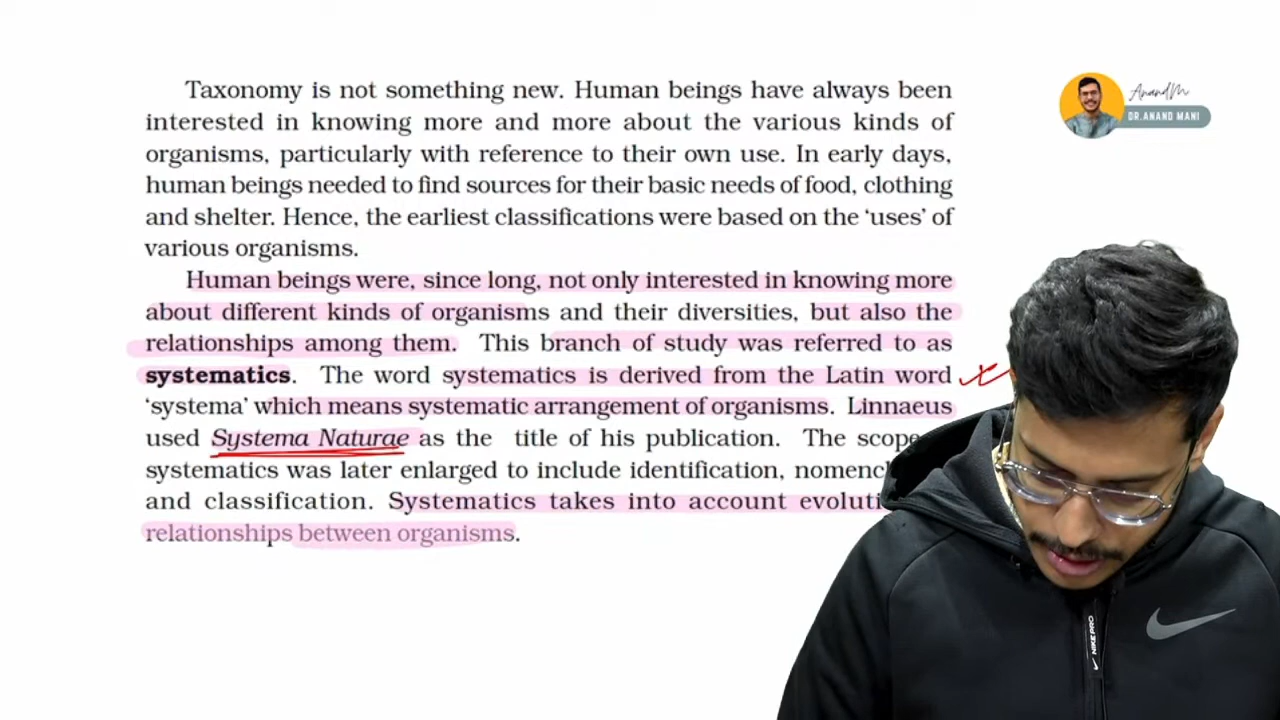 Taxonomy is not something new. Human beings have always been
interested in knowing more and more about the various kinds of
organisms, particularly with reference to their own use. In early days,
human beings needed to find sources for their basic needs of food, clothing
and shelter. Hence, the earliest classifications were based on the ‘uses’ of
various organisms.
Human beings were, since long, not only interested in knowing more
about different kinds of organisms and their diversities, but also the
relationships among them. This branch of study was referred to as
systematics. The word systematics is derived from the Latin word
‘systema’ which means systematic arrangement of organisms. Linnaeus
used Systema Naturae as the title of his publication. The scope
systematics was later enlarged to include identification,
and classification. Systematics takes into account
relationships between organisms.
AnandM
DR.ANAND MANI
NIKE PRO